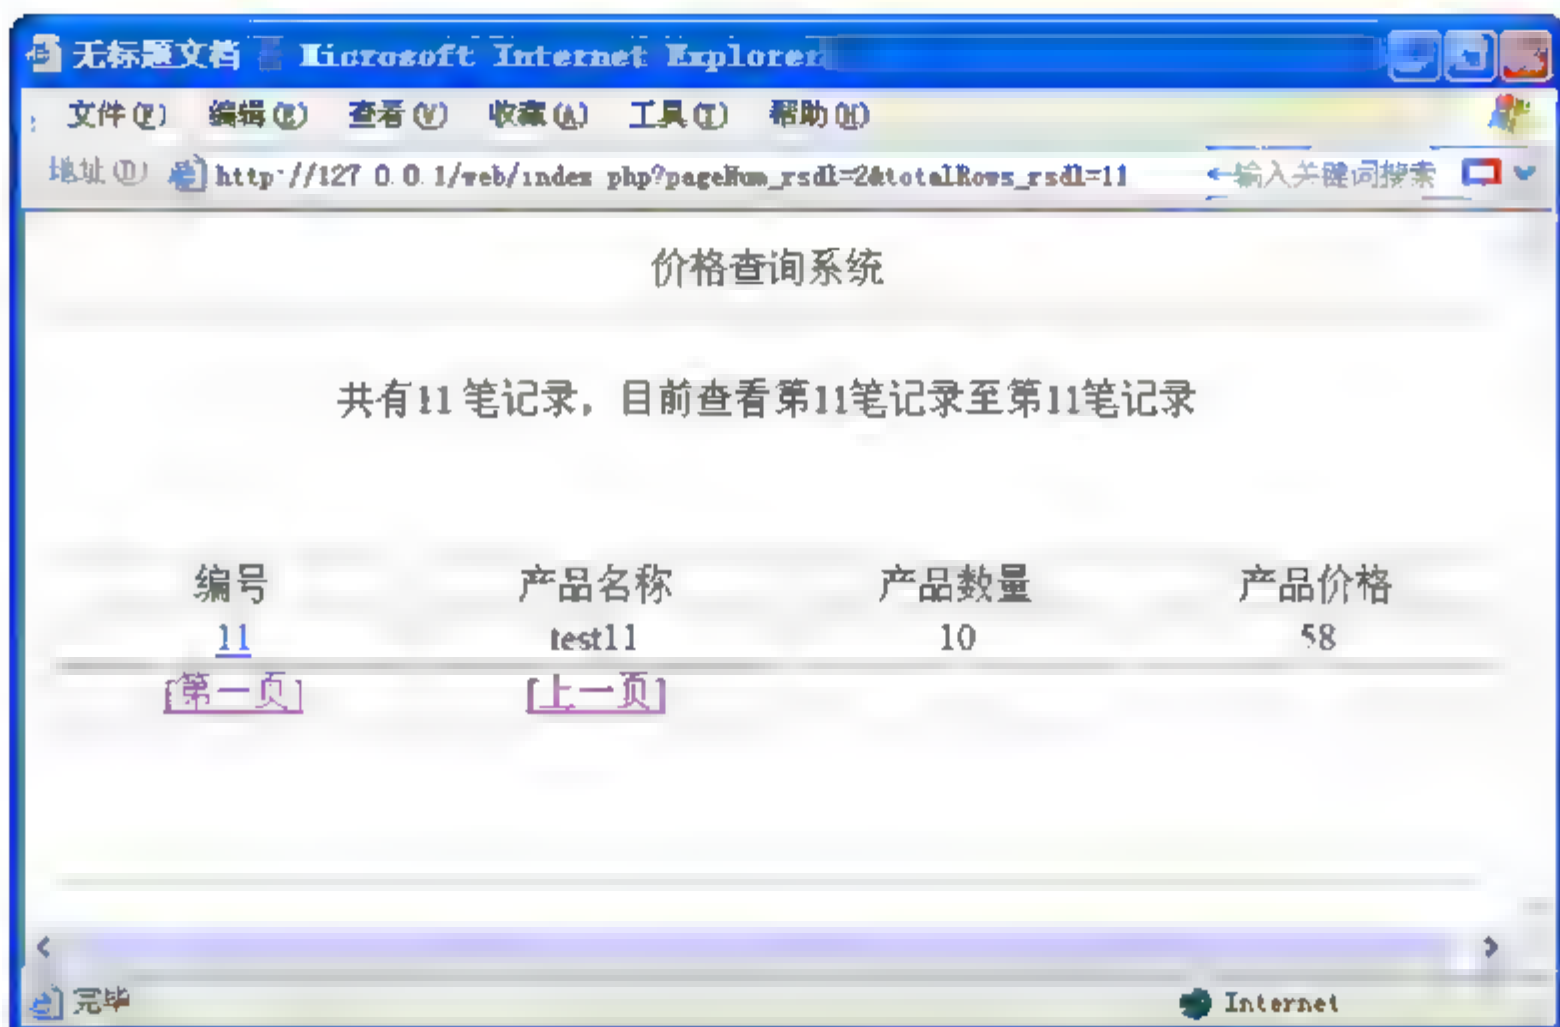 无标题文档 - Microsoft Internet Explorer
文件(F) 编辑(E) 查看(V) 收藏(A) 工具(T) 帮助(H)
地址(D) http://127.0.0.1/web/index.php?pageNum_rsdl=2&totalRows_rsdl=11 ←输入关键词搜索
价格查询系统
共有11 笔记录，目前查看第11笔记录至第11笔记录
编号 产品名称 产品数量 产品价格
11 test11 10 58
[第一页] [上一页]
完毕 Internet